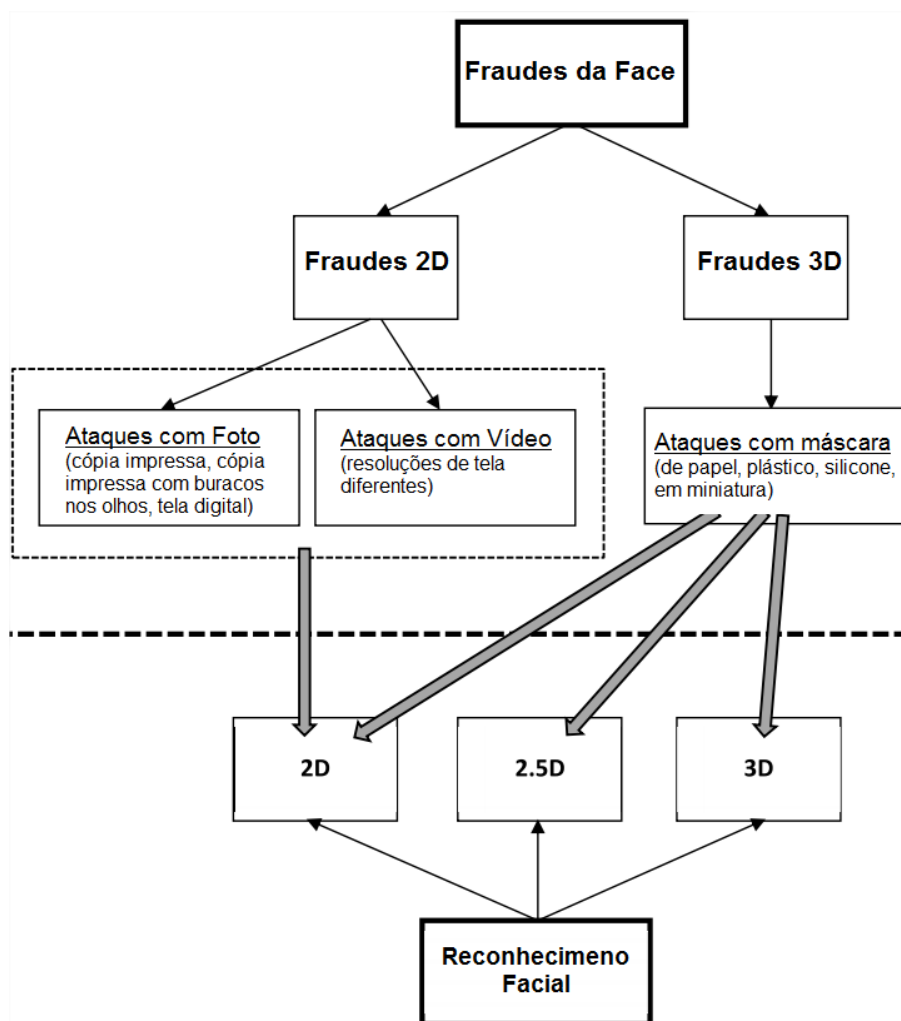 Fraudes da Face
Fraudes 2D
Fraudes 3D
Ataques com Foto
(cópia impressa, cópia
impressa com buracos
nos olhos, tela digital)
Ataques com Vídeo
(resoluções de tela
diferentes)
Ataques com máscara
(de papel, plástico, silicone,
em miniatura)
2D
2.5D
3D
Reconhecimeno
Facial